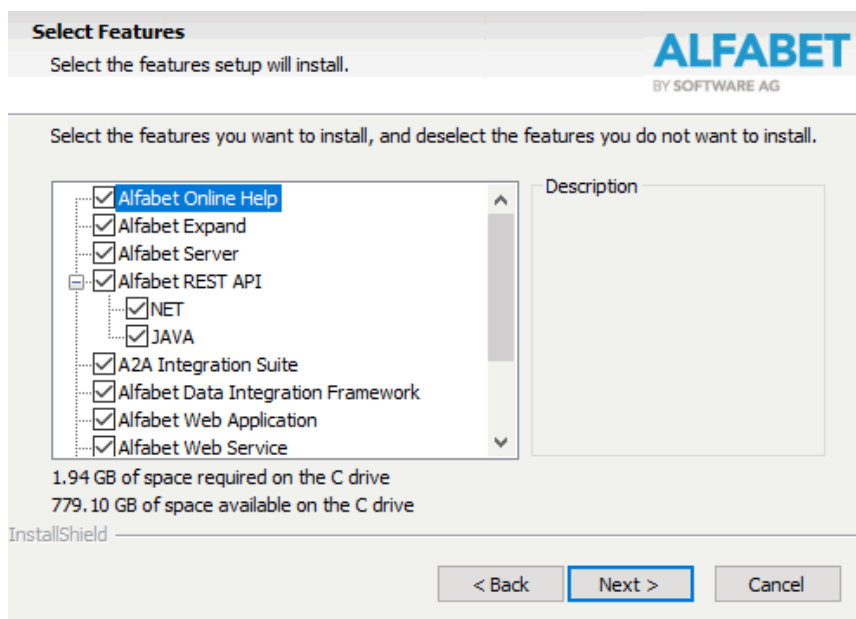 Select Features
Select the features setup will install.
ALFABET
BY SOFTWARE AG
Select the features you want to install, and deselect the features you do not want to install.
Alfabet Online Help
Alfabet Expand
Alfabet Server
Alfabet REST API
NET
JAVA
A2A Integration Suite
Alfabet Data Integration Framework
Alfabet Web Application
Alfabet Web Service
Description
1.94 GB of space required on the C drive
779.10 GB of space available on the C drive
InstallShield
< Back Next > Cancel